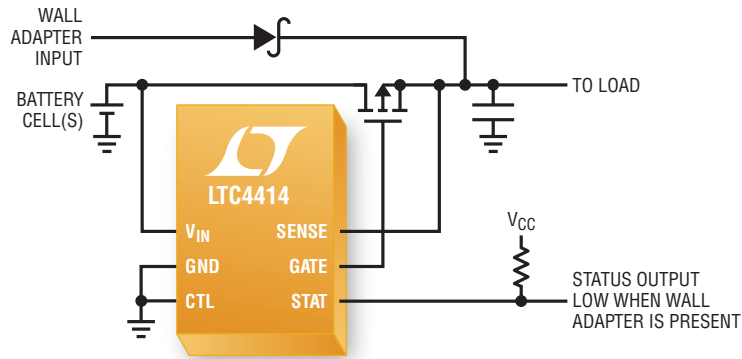 WALL
ADAPTER
INPUT
BATTERY
CELL(S)
TO LOAD
LTC4414
VIN
SENSE
GND
GATE
CTL
STAT
VCC
STATUS OUTPUT
LOW WHEN WALL
ADAPTER IS PRESENT